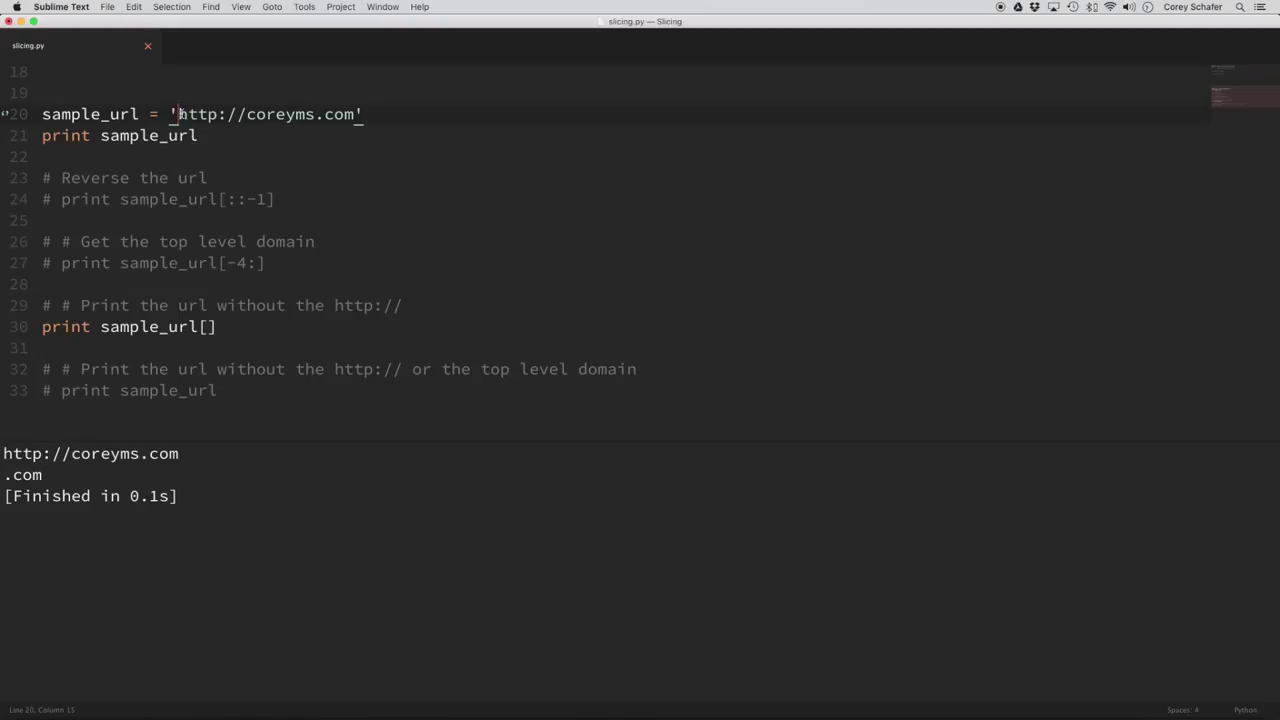 Sublime Text File Edit Selection Find View Goto Tools Project Window Help Corey Schafer
slicing.py — Slicing
slicing.py
18
19
20 sample_url = 'http://coreyms.com'
21 print sample_url
22
23 # Reverse the url
24 # print sample_url[::-1]
25
26 # # Get the top level domain
27 # print sample_url[-4:]
28
29 # # Print the url without the http://
30 print sample_url[]
31
32 # # Print the url without the http:// or the top level domain
33 # print sample_url
http://coreyms.com
.com
[Finished in 0.1s]
Line 20, Column 15 Spaces: 4 Python